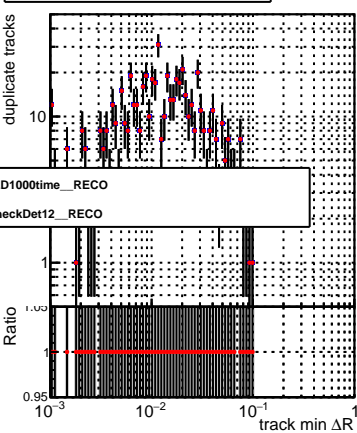 duplicate tracks
10
D1000time__RECO
neckDet12__RECO
1
1.05
Ratio
1
0.95
10⁻³
10⁻²
10⁻¹
1
track min ΔR